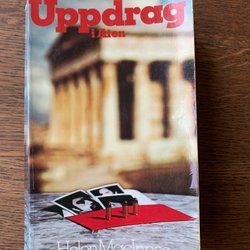 Uppdrag
i Aten
Helen MacInnes